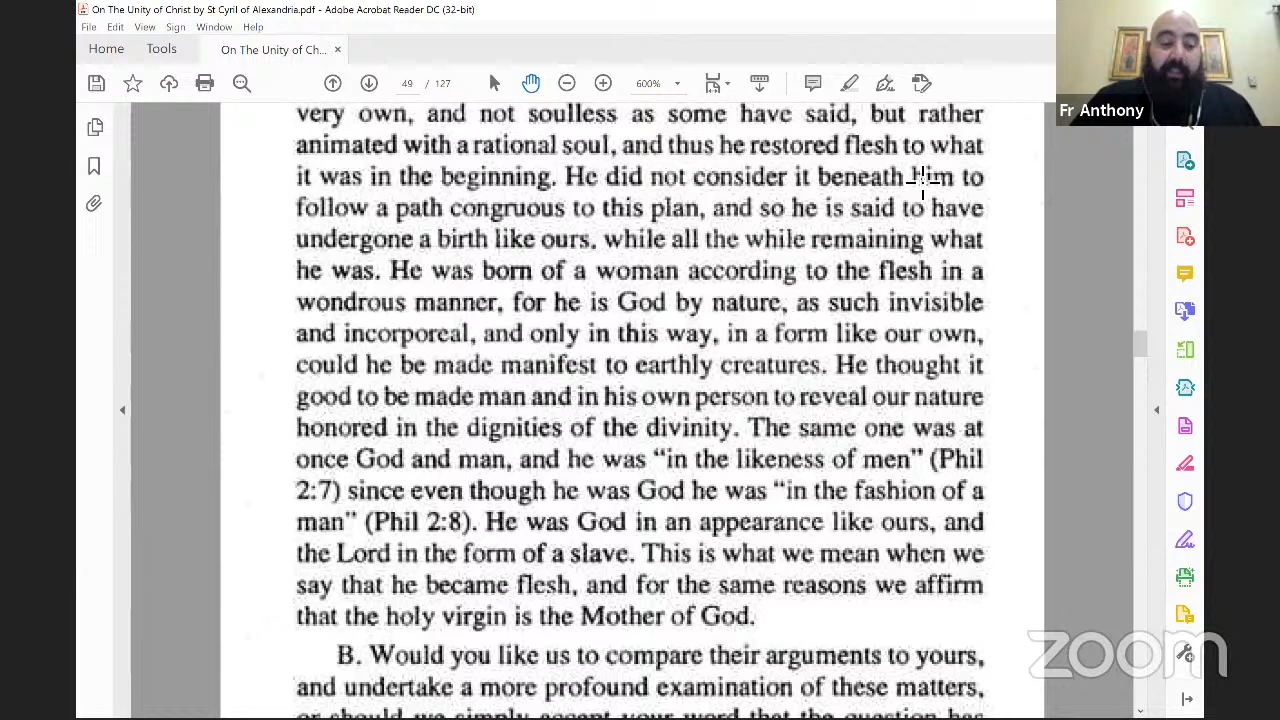 On The Unity of Christ by St Cyril of Alexandria.pdf - Adobe Acrobat Reader DC (32-bit)
File Edit View Sign Window Help
Home Tools On The Unity of Ch... ×
49 / 127 600%
Fr Anthony
very own, and not soulless as some have said, but rather
animated with a rational soul, and thus he restored flesh to what
it was in the beginning. He did not consider it beneath him to
follow a path congruous to this plan, and so he is said to have
undergone a birth like ours, while all the while remaining what
he was. He was born of a woman according to the flesh in a
wondrous manner, for he is God by nature, as such invisible
and incorporeal, and only in this way, in a form like our own,
could he be made manifest to earthly creatures. He thought it
good to be made man and in his own person to reveal our nature
honored in the dignities of the divinity. The same one was at
once God and man, and he was “in the likeness of men” (Phil
2:7) since even though he was God he was “in the fashion of a
man” (Phil 2:8). He was God in an appearance like ours, and
the Lord in the form of a slave. This is what we mean when we
say that he became flesh, and for the same reasons we affirm
that the holy virgin is the Mother of God.
B. Would you like us to compare their arguments to yours,
and undertake a more profound examination of these matters,
or should we simply accept your word that the question has
zoom